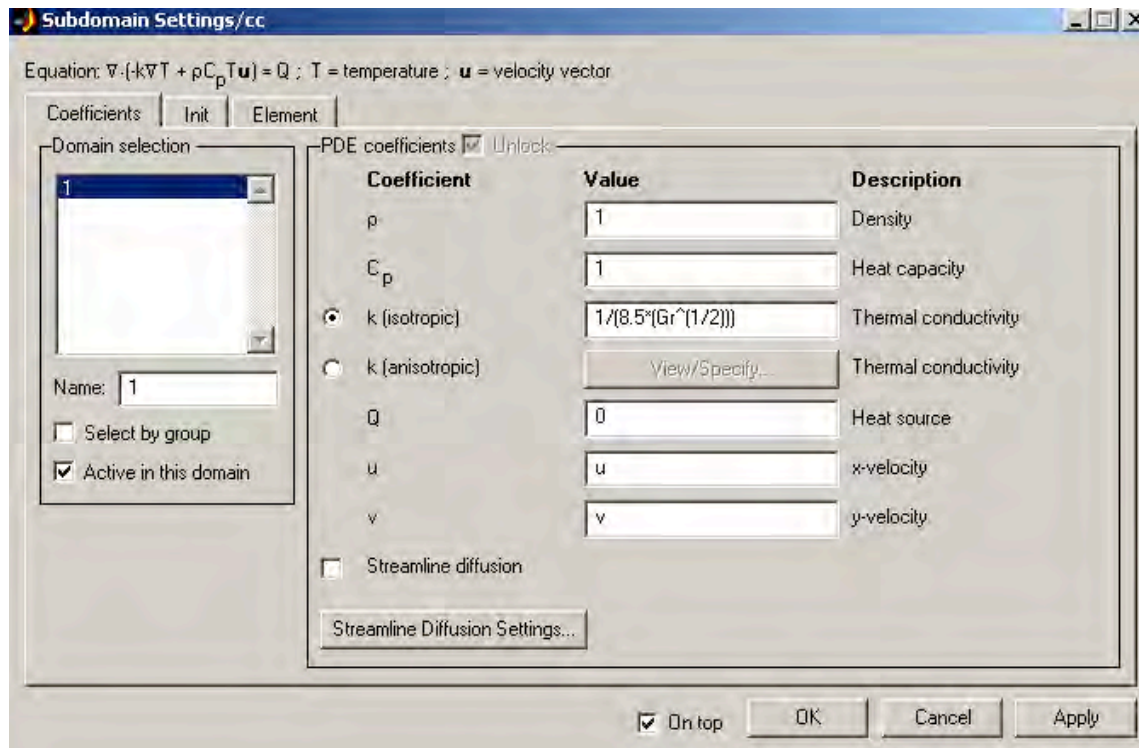 Subdomain Settings/cc
Equation: ∇·(-k∇T + ρCpTu) = Q ; T = temperature ; u = velocity vector
Coefficients Init Element
Domain selection
1
Name: 1
Select by group
Active in this domain
PDE coefficients Unlock
Coefficient Value Description
ρ 1 Density
Cp 1 Heat capacity
k (isotropic) 1/(8.5*(Gr^(1/2))) Thermal conductivity
k (anisotropic) View/Specify... Thermal conductivity
Q 0 Heat source
u u x-velocity
v v y-velocity
Streamline diffusion
Streamline Diffusion Settings...
On top OK Cancel Apply